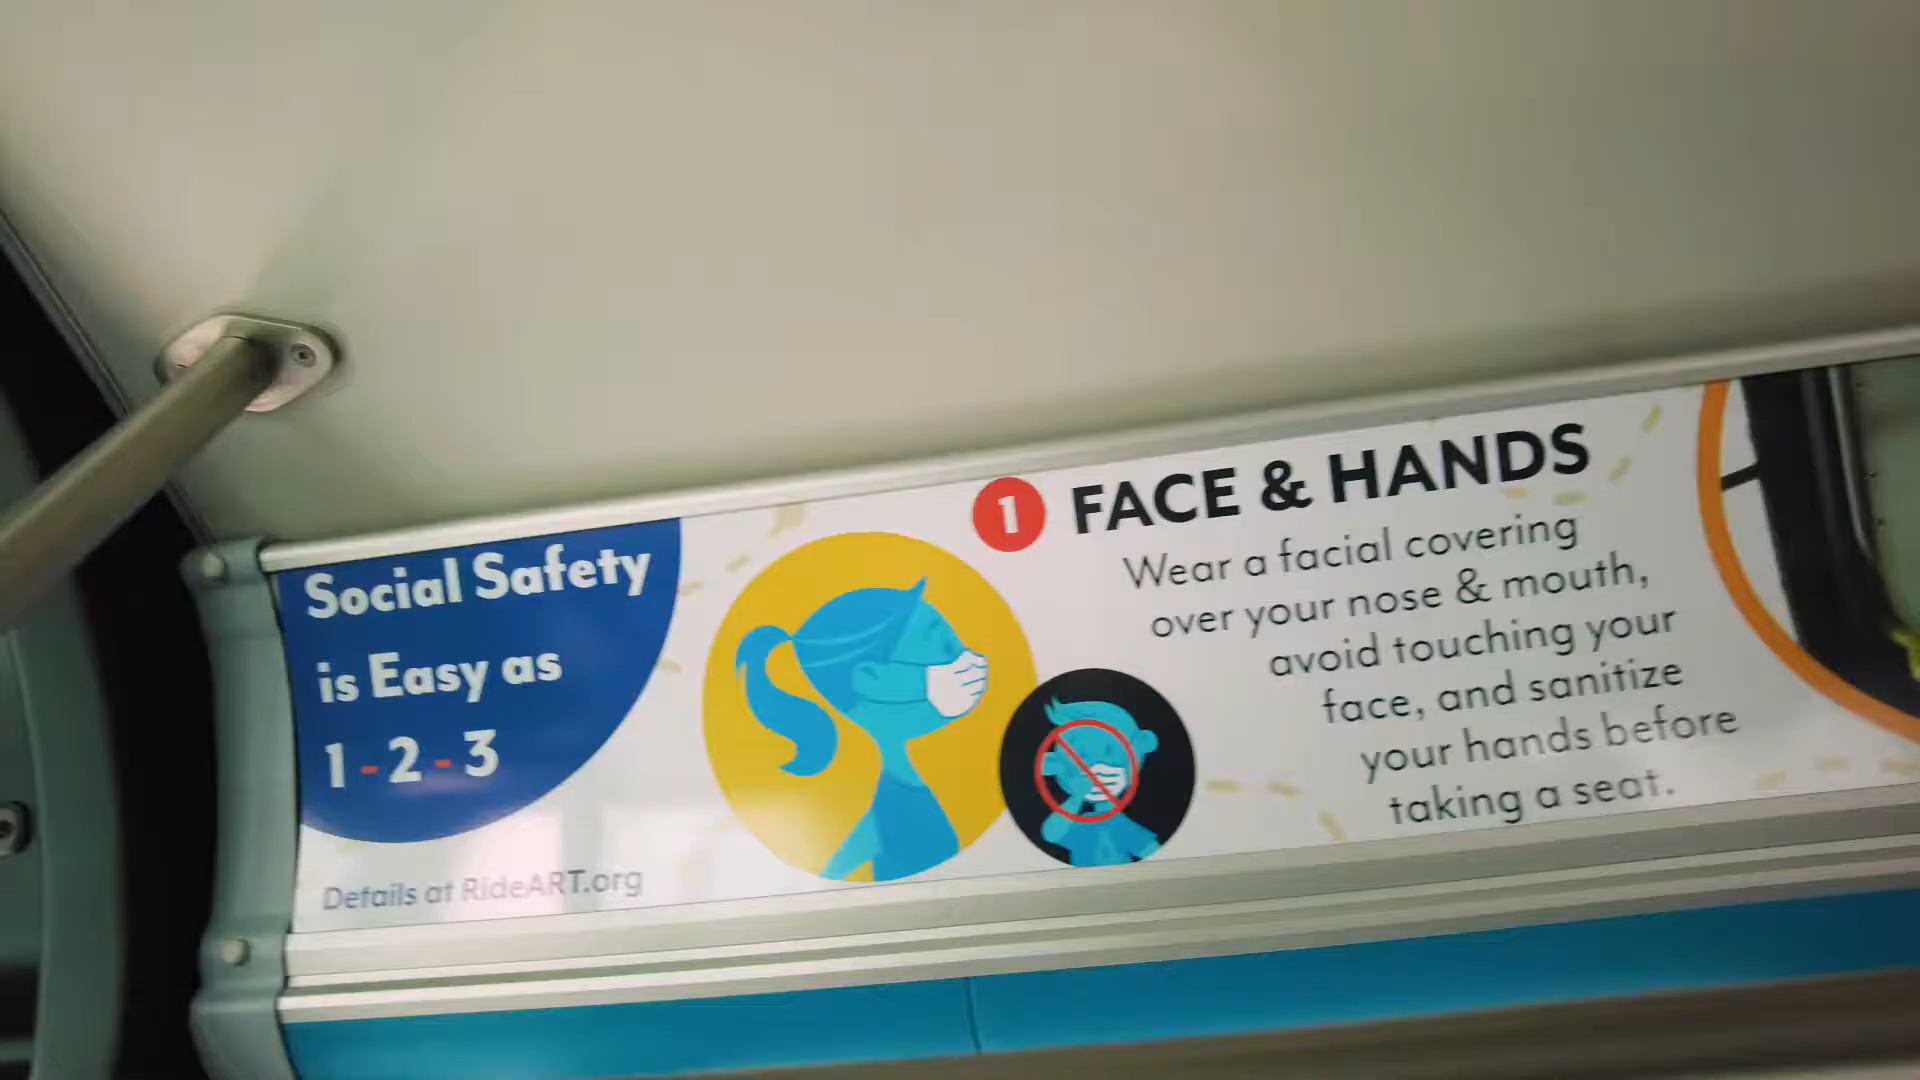 Social Safety
is Easy as
1-2-3
Details at RideART.org
1 FACE & HANDS
Wear a facial covering
over your nose & mouth,
avoid touching your
face, and sanitize
your hands before
taking a seat.